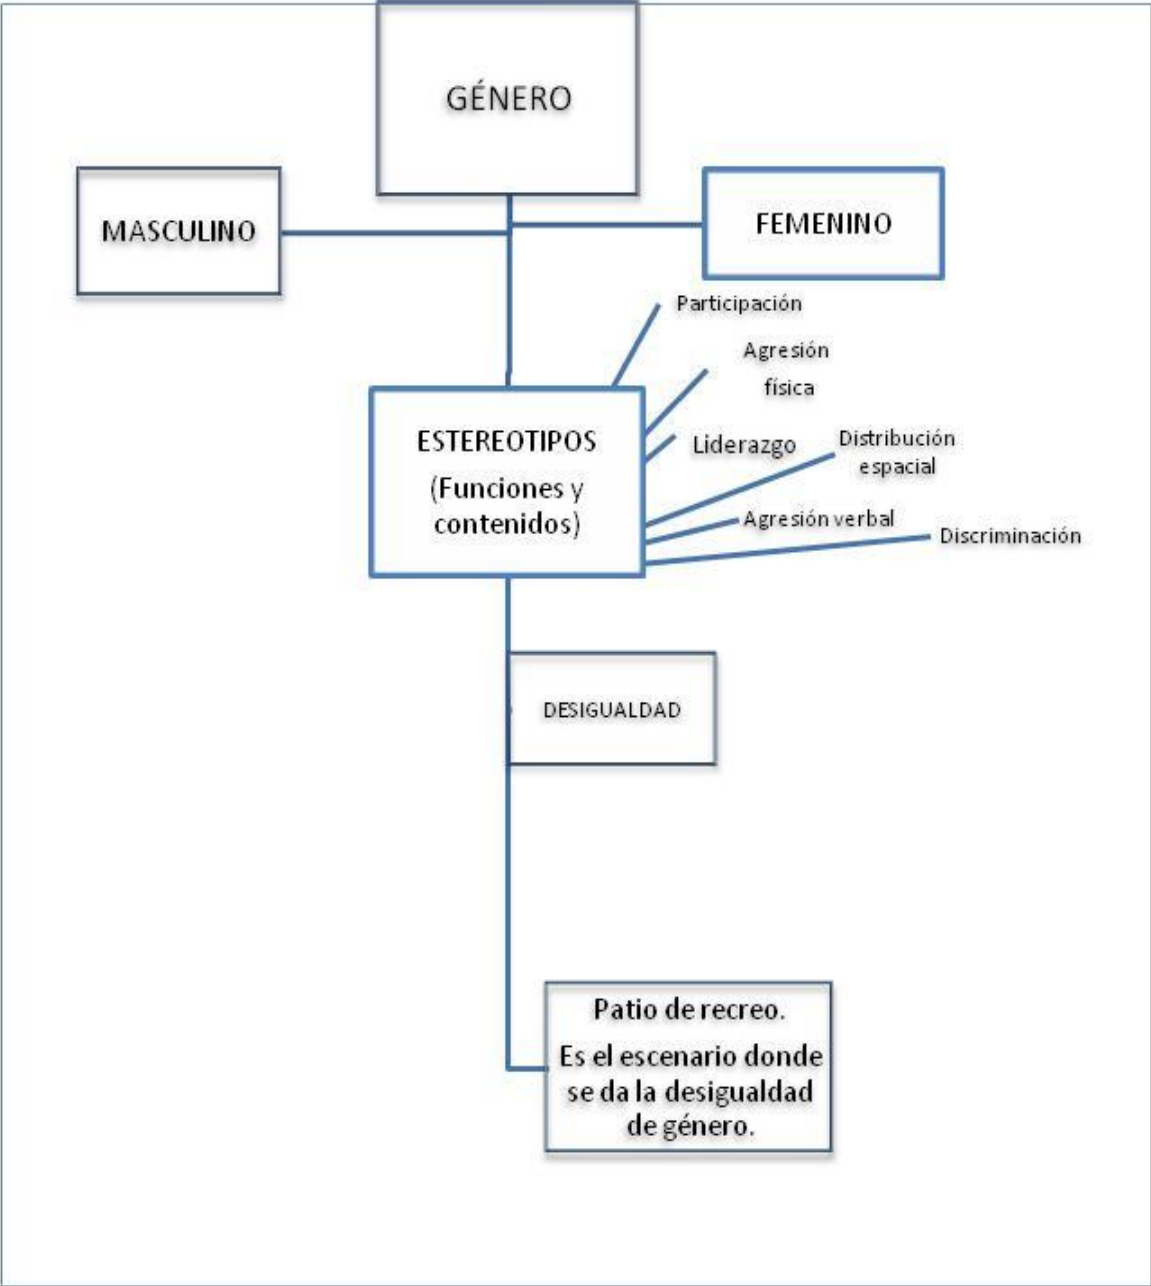 GÉNERO
MASCULINO
FEMENINO
Participación
Agresión
física
ESTEREOTIPOS
(Funciones y
contenidos)
Liderazgo
Distribución
espacial
Agresión verbal
Discriminación
DESIGUALDAD
Patio de recreo.
Es el escenario donde
se da la desigualdad
de género.